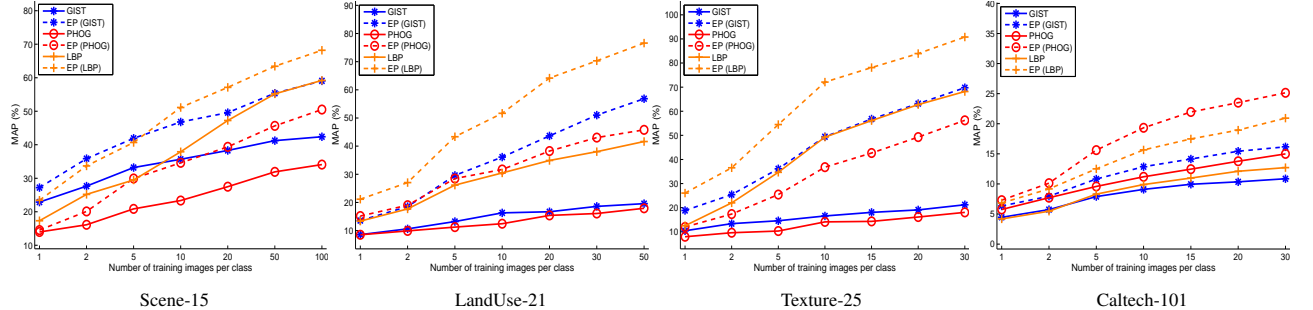 GIST
EP (GIST)
PHOG
EP (PHOG)
LBP
EP (LBP)
MAP (%)
80%
70%
60%
50%
40%
30%
20%
10%
1 2 5 10 20 50 100
Number of training images per class
Scene-15
GIST
EP (GIST)
PHOG
EP (PHOG)
LBP
EP (LBP)
MAP (%)
90%
80%
70%
60%
50%
40%
30%
20%
10%
1 2 5 10 20 30 50
Number of training images per class
LandUse-21
GIST
EP (GIST)
PHOG
EP (PHOG)
LBP
EP (LBP)
MAP (%)
100%
90%
80%
70%
60%
50%
40%
30%
20%
10%
1 2 5 10 15 20 30
Number of training images per class
Texture-25
GIST
EP (GIST)
PHOG
EP (PHOG)
LBP
EP (LBP)
MAP (%)
40%
35%
30%
25%
20%
15%
10%
5%
0%
1 2 5 10 15 20 30
Number of training images per class
Caltech-101